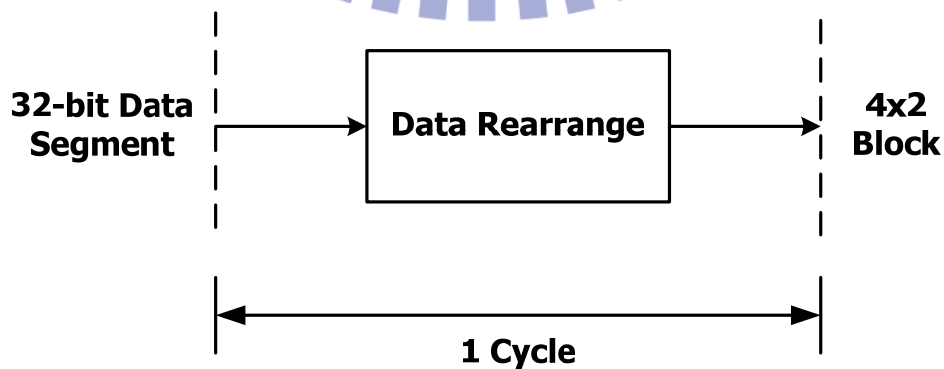 32-bit Data
Segment
Data Rearrange
4x2
Block
1 Cycle